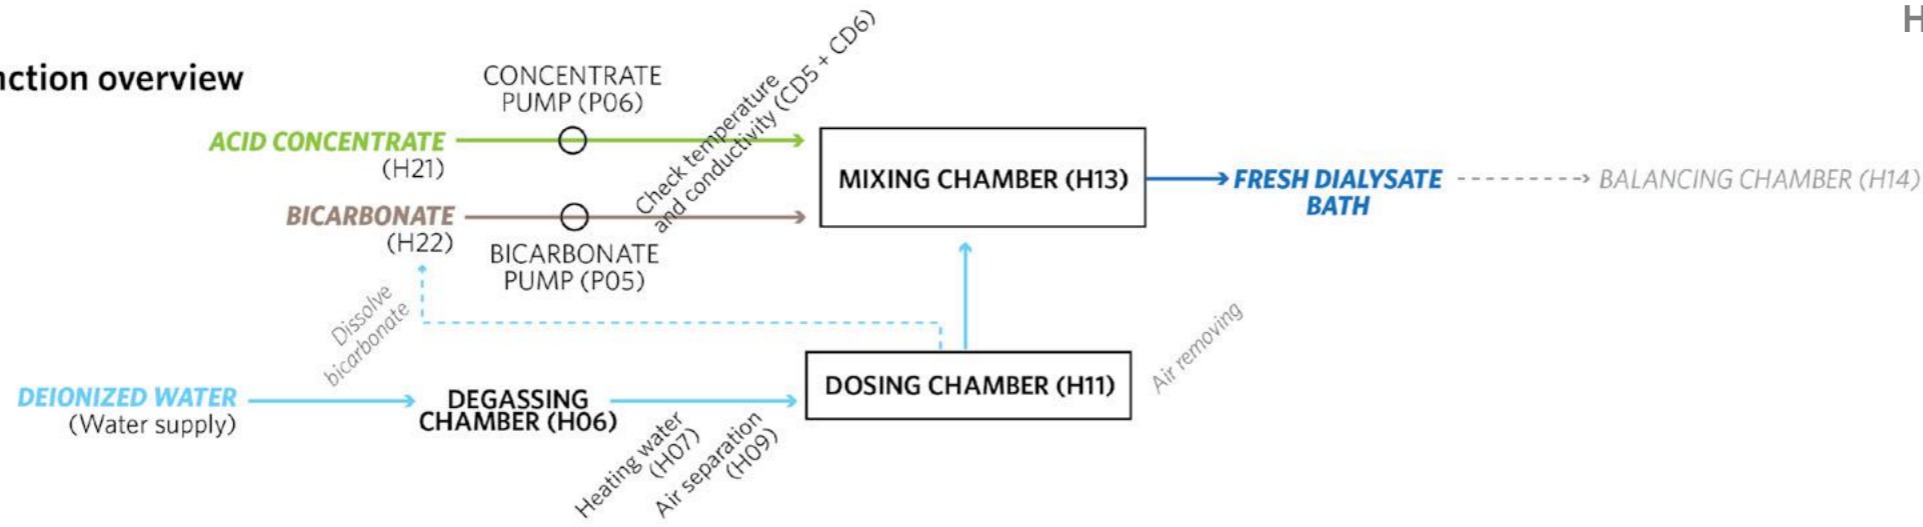 H
nction overview
CONCENTRATE
PUMP (P06)
Check temperature
and conductivity (CD5 + CD6)
ACID CONCENTRATE
(H21)
BICARBONATE
(H22)
BICARBONATE
PUMP (P05)
MIXING CHAMBER (H13)
FRESH DIALYSATE
BATH
BALANCING CHAMBER (H14)
Dissolve
bicarbonate
DEIONIZED WATER
(Water supply)
DEGASSING
CHAMBER (H06)
Heating water
(H07)
Air separation
(H09)
DOSING CHAMBER (H11)
Air removing